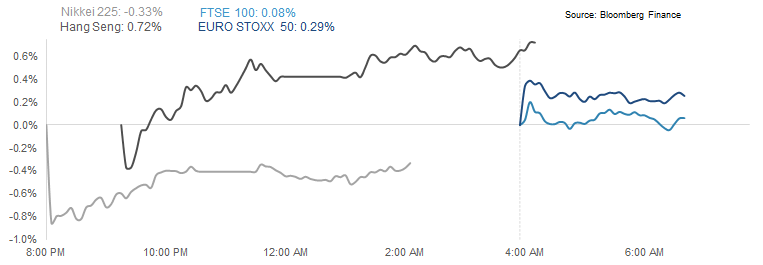 Nikkei 225: -0.33%
FTSE 100: 0.08%
Source: Bloomberg Finance
Hang Seng: 0.72%
EURO STOXX 50: 0.29%
0.6%
0.4%
0.2%
0.0%
-0.2%
-0.4%
-0.6%
-0.8%
-1.0%
8:00 PM
10:00 PM
12:00 AM
2:00 AM
4:00 AM
6:00 AM